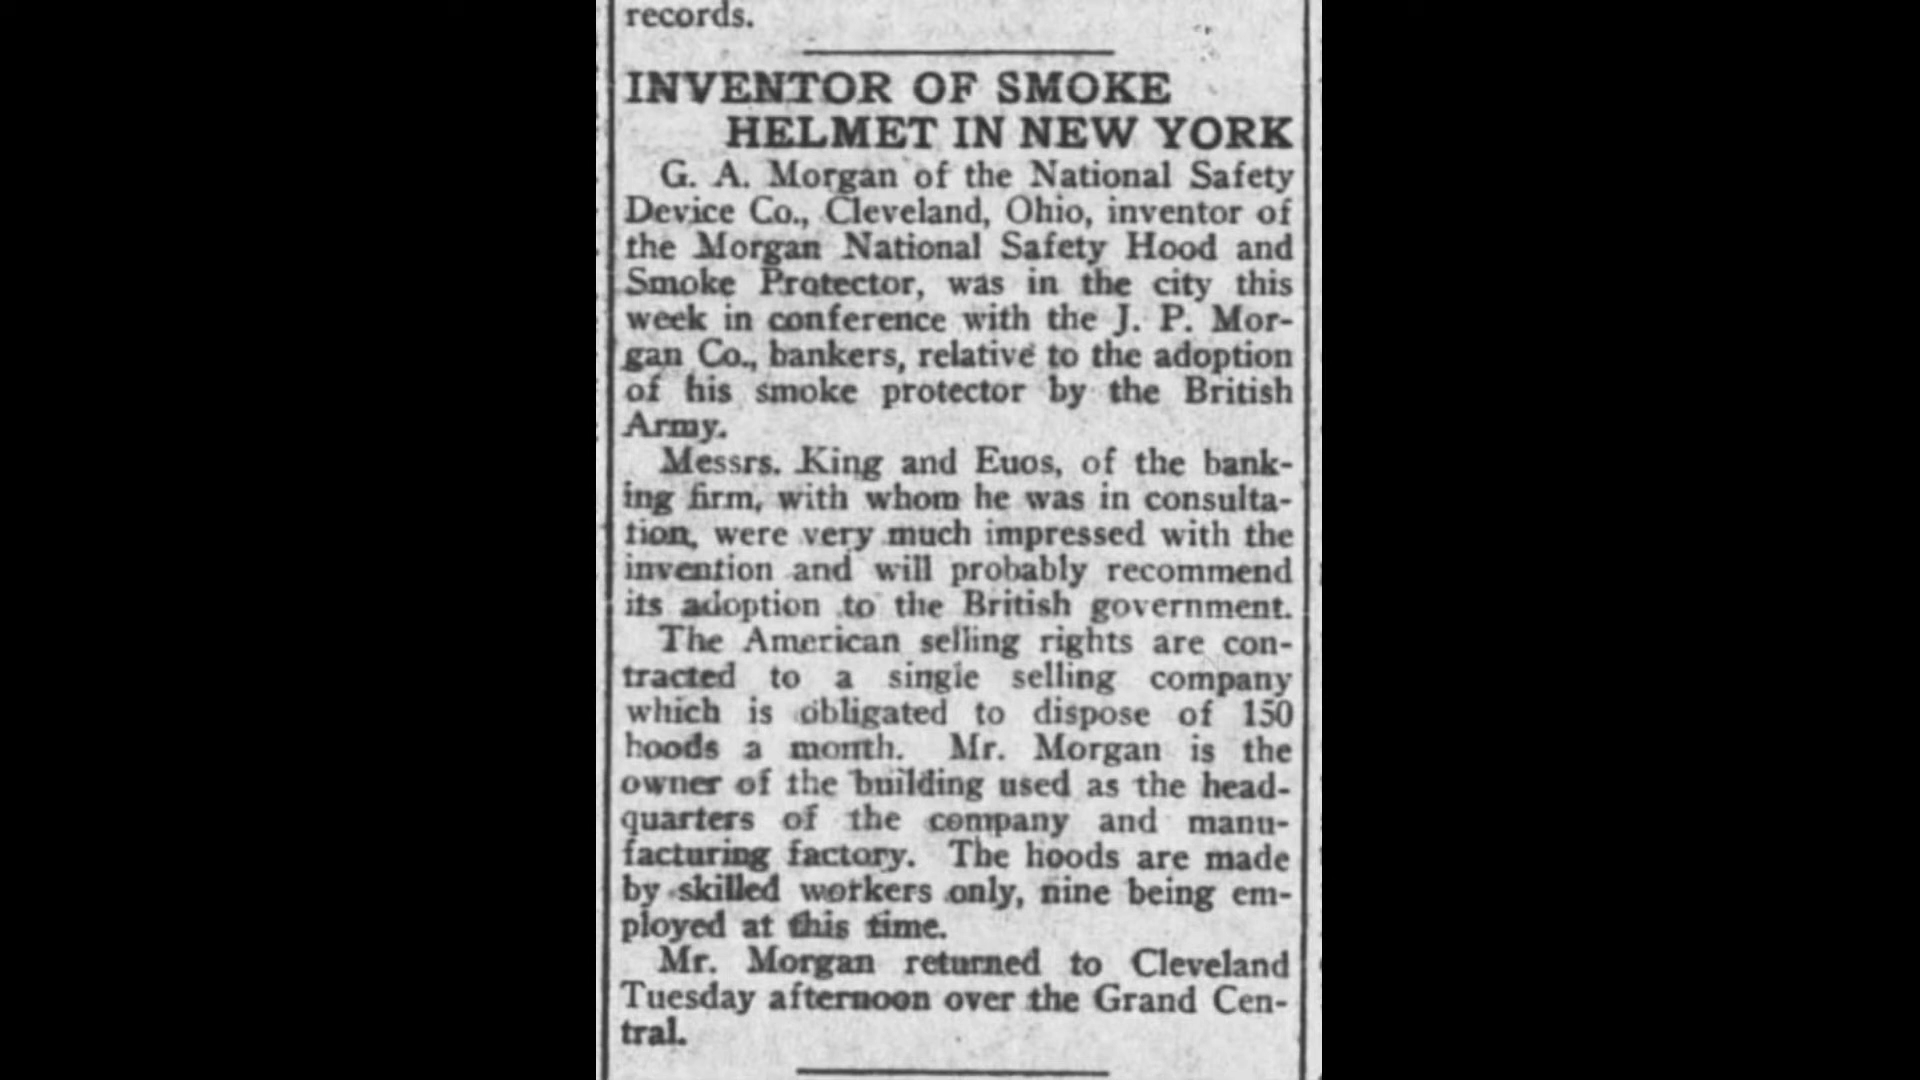 records.
INVENTOR OF SMOKE
HELMET IN NEW YORK
G. A. Morgan of the National Safety
Device Co., Cleveland, Ohio, inventor of
the Morgan National Safety Hood and
Smoke Protector, was in the city this
week in conference with the J. P. Mor-
gan Co., bankers, relative to the adoption
of his smoke protector by the British
Army.
Messrs. King and Euos, of the bank-
ing firm, with whom he was in consulta-
tion, were very much impressed with the
invention and will probably recommend
its adoption to the British government.
The American selling rights are con-
tracted to a single selling company
which is obligated to dispose of 150
hoods a month. Mr. Morgan is the
owner of the building used as the head-
quarters of the company and manu-
facturing factory. The hoods are made
by skilled workers only, nine being em-
ployed at this time.
Mr. Morgan returned to Cleveland
Tuesday afternoon over the Grand Cen-
tral.